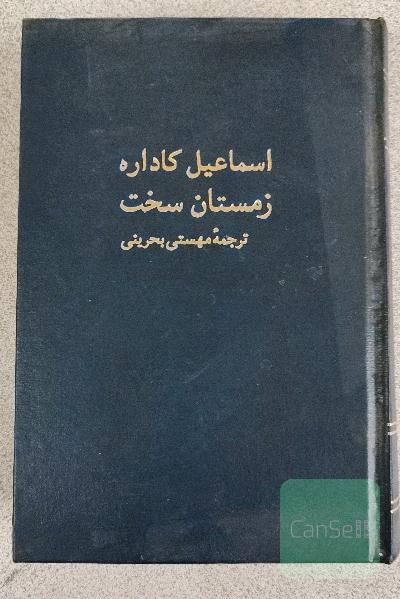 اسماعیل کاداره
زمستان سخت
ترجمهٔ مهستی بحرینی
CanSell